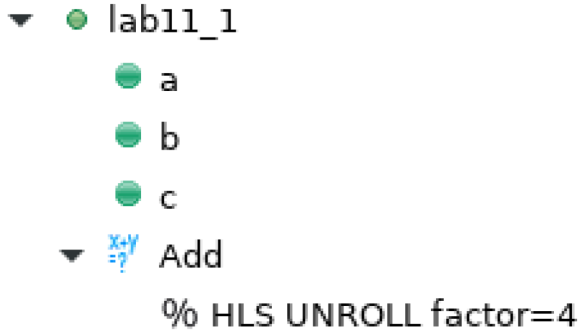 lab11_1
a
b
c
x+y
=?
Add
% HLS UNROLL factor=4